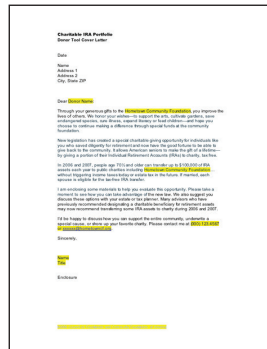 Charitable IRA Portfolio
Donor Tool Cover Letter
Date
Name
Address 1
Address 2
City, State ZIP
Dear Donor Name:
Through your generous gifts to the Hometown Community Foundation, you improve the
lives of others. We honor your wishes—to support the arts, cultivate gardens, save
endangered species, cure illness, expand literacy or feed children—and hope you
choose to continue making a difference through special funds at the community
foundation.
New legislation has created a special charitable giving opportunity for individuals like
you who saved diligently for retirement and now have the good fortune to be able to
give back to the community. It allows American seniors to make the gift of a lifetime—
by giving a portion of their Individual Retirement Accounts (IRAs) to charity, tax free.
In 2006 and 2007, people age 70½ and older can transfer up to $100,000 of IRA
assets each year to public charities including Hometown Community Foundation
without triggering income taxes today or estate tax in the future. If married, each
spouse is eligible for the tax-free IRA transfer.
I am enclosing some materials to help you evaluate this opportunity. Please take a
moment to see how you can take advantage of the new law. We also suggest you
discuss these options with your estate or tax planner. Many advisors who have
previously recommended designating a charitable beneficiary for retirement assets
may now recommend transferring some IRA assets to charity during 2006 and 2007.
I'd be happy to discuss how you can support the entire community, underwrite a
special cause, or shore up your favorite charity. Please contact me at
or
Sincerely,
Name
Title
Enclosure